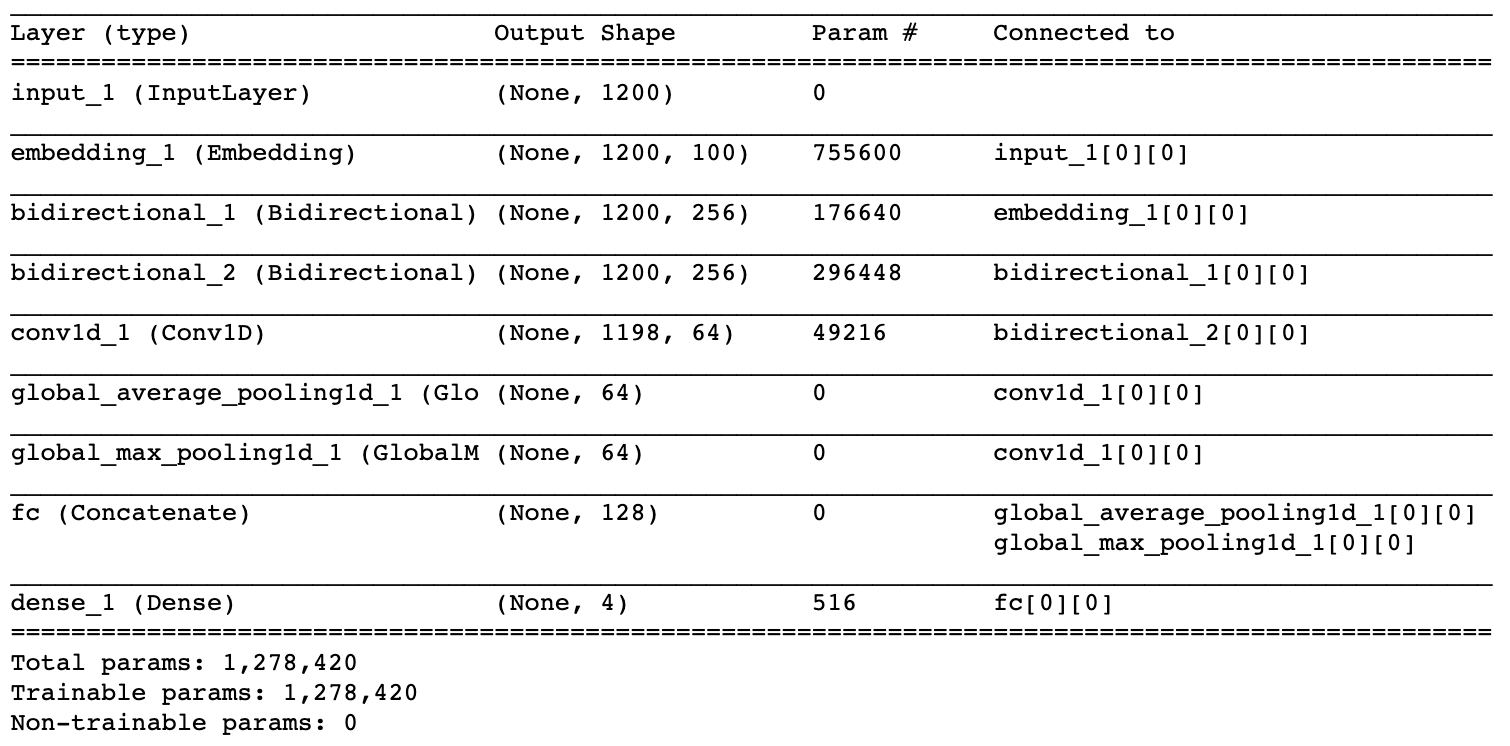 Layer (type) Output Shape Param # Connected to
input_1 (InputLayer) (None, 1200) 0
embedding_1 (Embedding) (None, 1200, 100) 755600 input_1[0][0]
bidirectional_1 (Bidirectional) (None, 1200, 256) 176640 embedding_1[0][0]
bidirectional_2 (Bidirectional) (None, 1200, 256) 296448 bidirectional_1[0][0]
conv1d_1 (Conv1D) (None, 1198, 64) 49216 bidirectional_2[0][0]
global_average_pooling1d_1 (Glo (None, 64) 0 conv1d_1[0][0]
global_max_pooling1d_1 (GlobalM (None, 64) 0 conv1d_1[0][0]
fc (Concatenate) (None, 128) 0 global_average_pooling1d_1[0][0]
global_max_pooling1d_1[0][0]
dense_1 (Dense) (None, 4) 516 fc[0][0]
Total params: 1,278,420
Trainable params: 1,278,420
Non-trainable params: 0